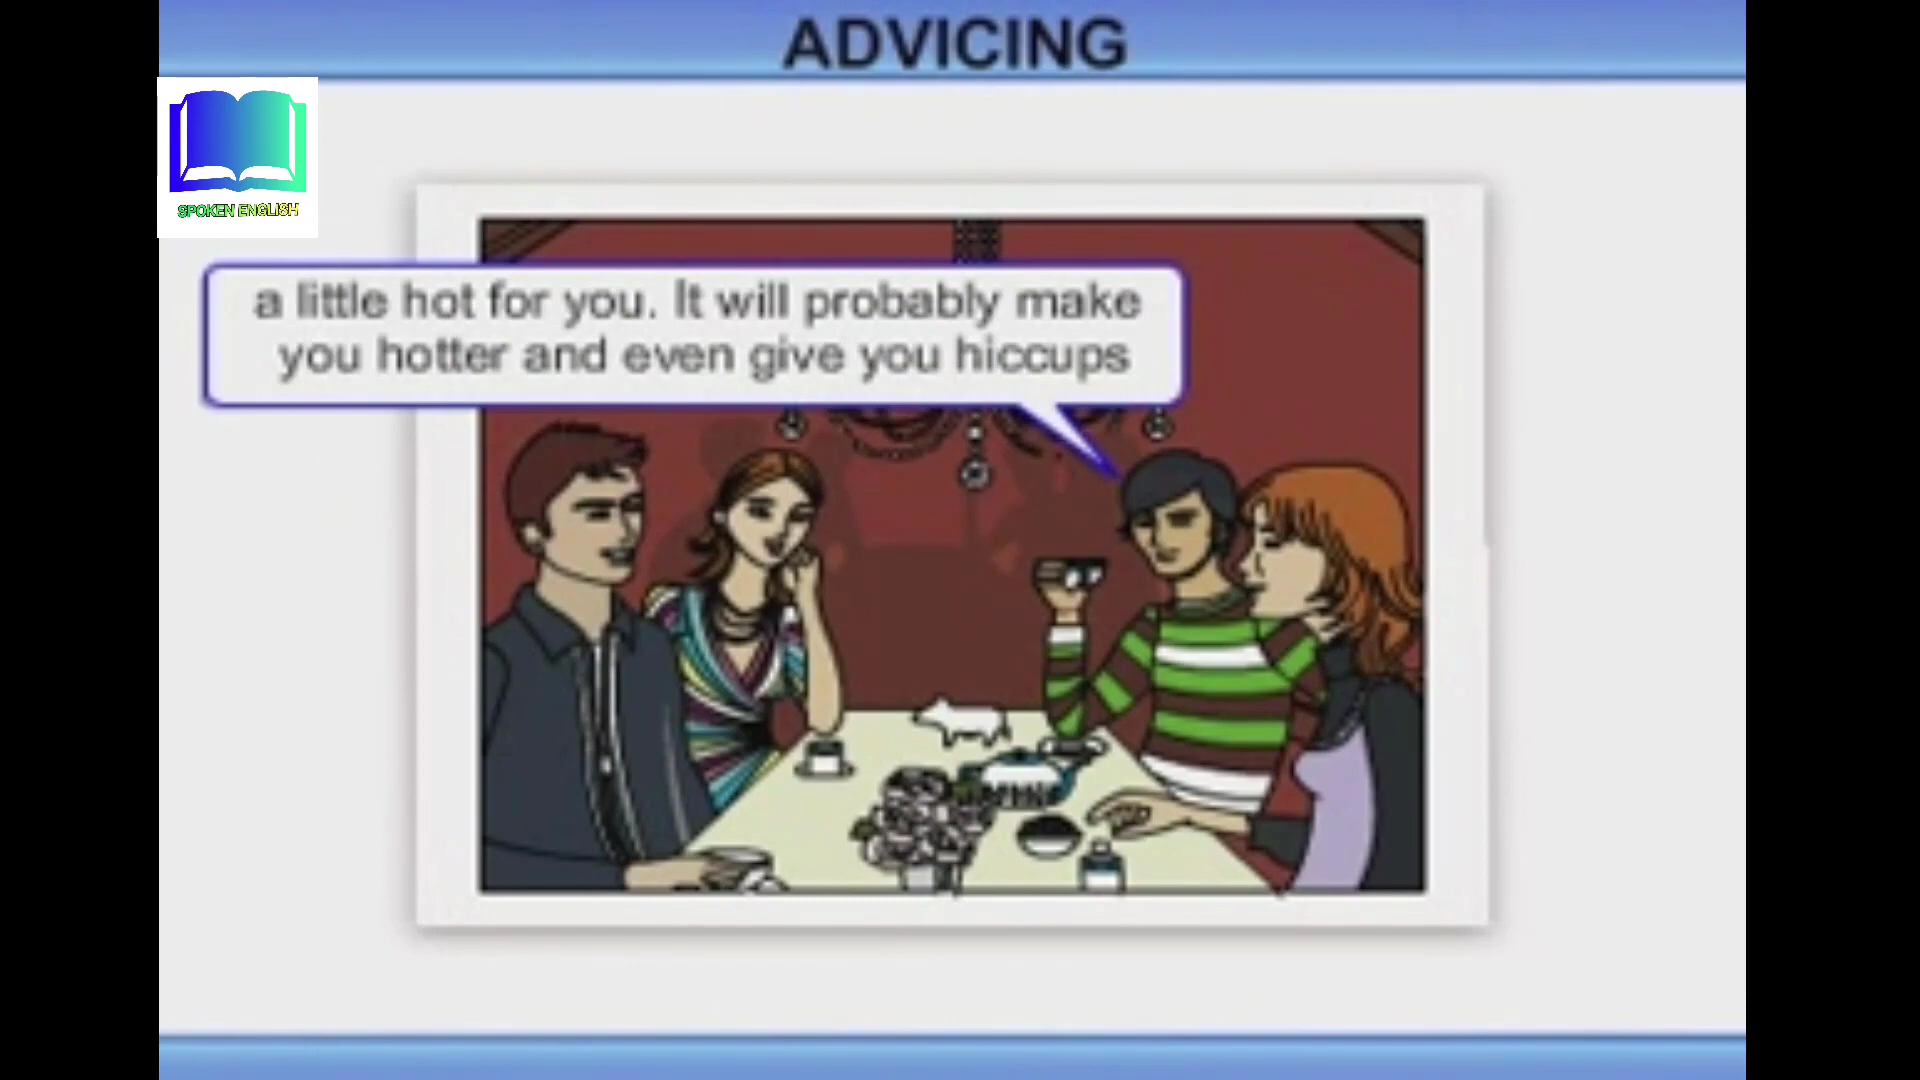 ADVICING
SPOKEN ENGLISH
a little hot for you. It will probably make
you hotter and even give you hiccups